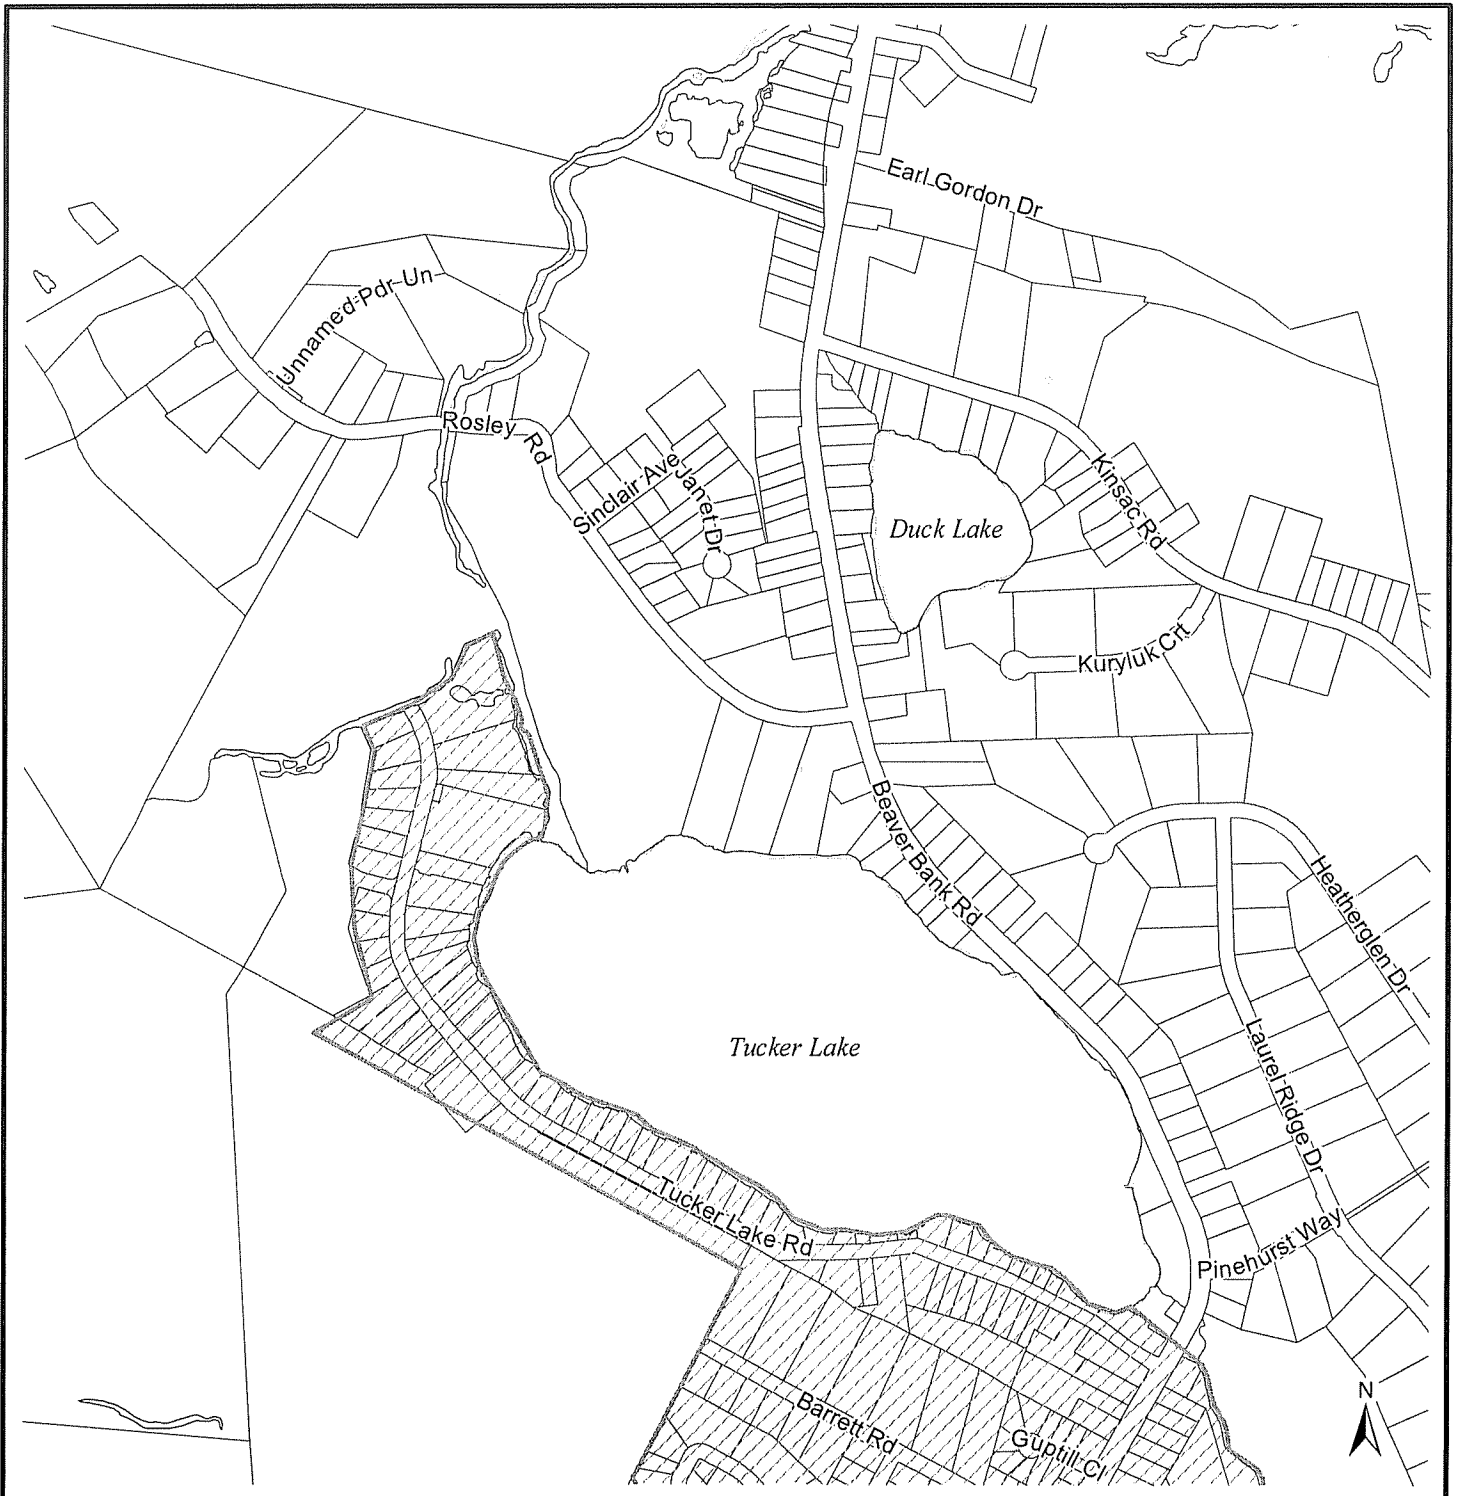 Earl Gordon Dr
Unnamed Pdr Un
Rosley Rd
Sinclair Ave
Janet Dr
Kinsac Rd
Duck Lake
Kuryluk Crt
Beaver Bank Rd
Heatherglen Dr
Tucker Lake
Laurel Ridge Dr
Tucker Lake Rd
Pinehurst Way
N
Barrett Rd
Guptill Cl